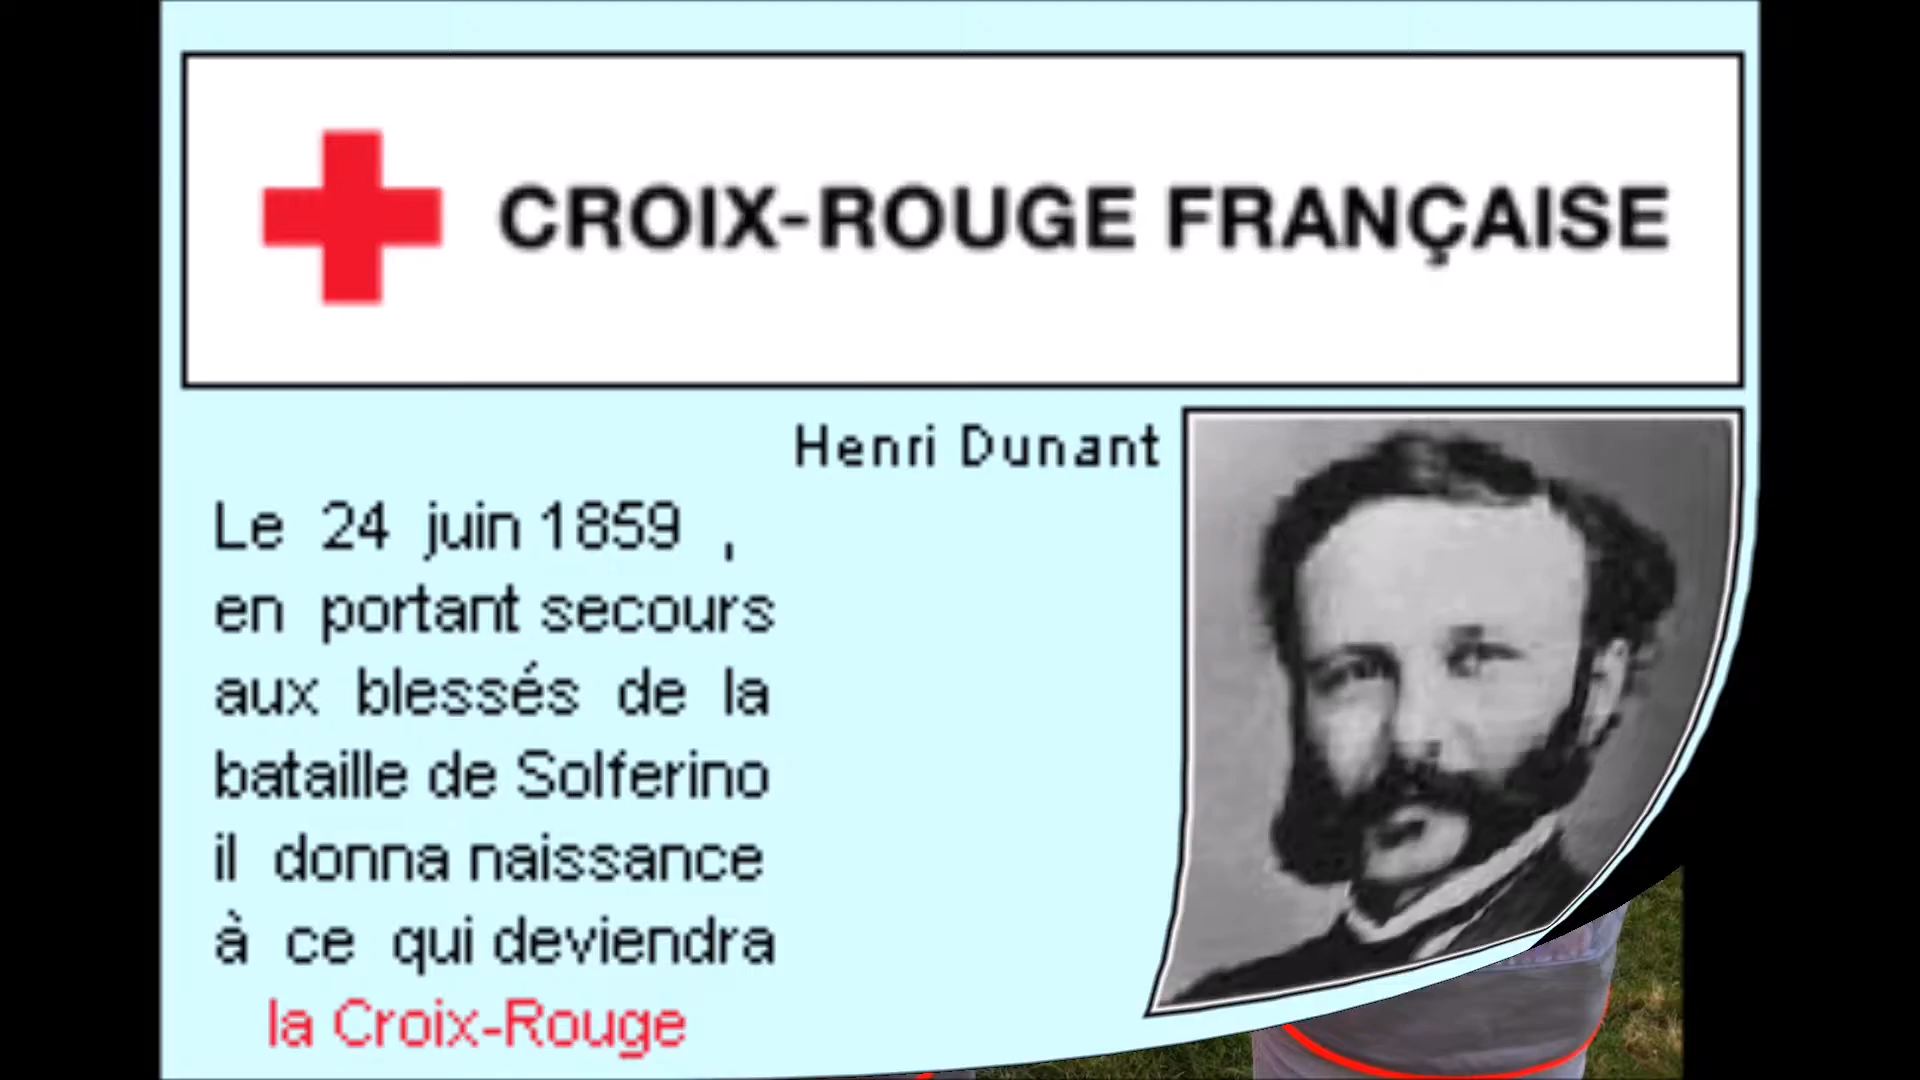 CROIX-ROUGE FRANÇAISE
Henri Dunant
Le 24 juin 1859 ,
en portant secours
aux blessés de la
bataille de Solferino
il donna naissance
à ce qui deviendra
la Croix-Rouge